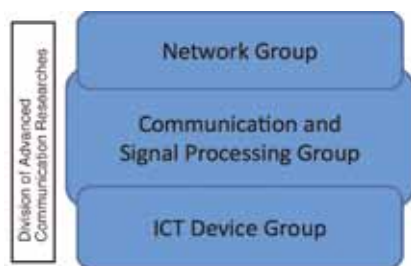 Division of Advanced
Communication Researches
Network Group
Communication and
Signal Processing Group
ICT Device Group